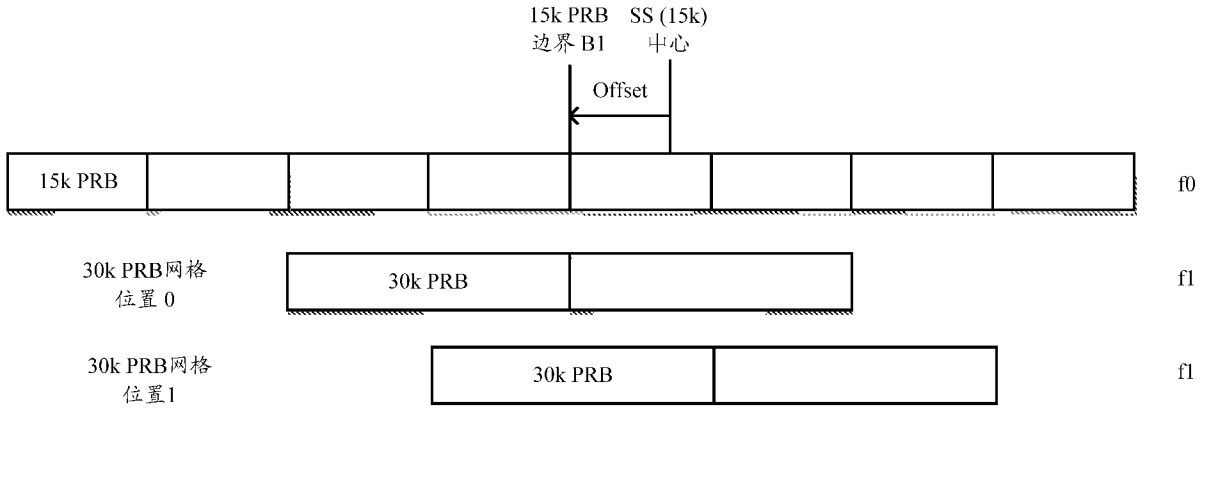 15k PRB
边界 B1
SS (15k)
中心
Offset
15k PRB
f0
30k PRB网格
位置 0
30k PRB
f1
30k PRB网格
位置1
30k PRB
f1